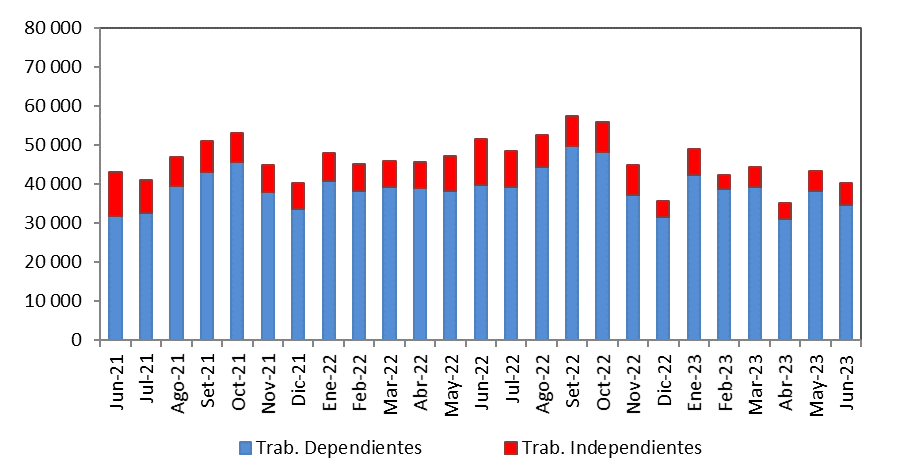 80 000
70 000
60 000
50 000
40 000
30 000
20 000
10 000
0
Jun-21
Jul-21
Ago-21
Set-21
Oct-21
Nov-21
Dic-21
Ene-22
Feb-22
Mar-22
Abr-22
May-22
Jun-22
Jul-22
Ago-22
Set-22
Oct-22
Nov-22
Dic-22
Ene-23
Feb-23
Mar-23
Abr-23
May-23
Jun-23
Trab. Dependientes Trab. Independientes